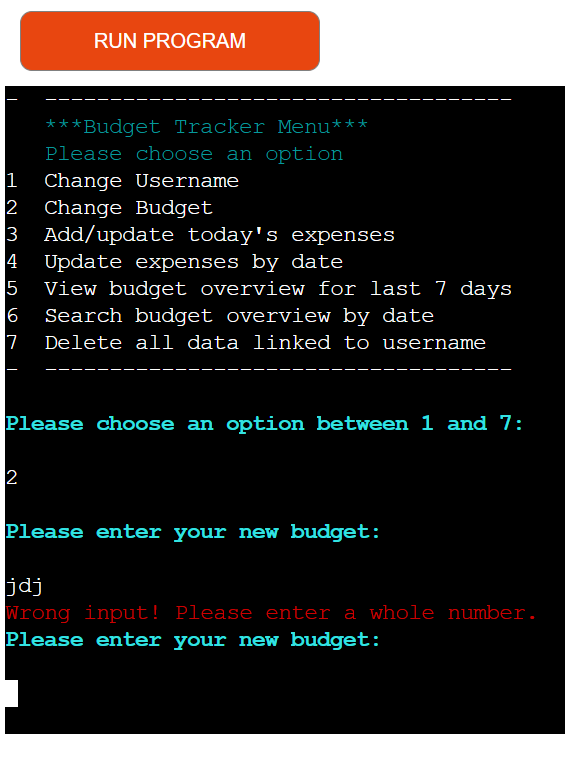 RUN PROGRAM
-  ------------------------------------
***Budget Tracker Menu***
Please choose an option
1  Change Username
2  Change Budget
3  Add/update today's expenses
4  Update expenses by date
5  View budget overview for last 7 days
6  Search budget overview by date
7  Delete all data linked to username
-  ------------------------------------
Please choose an option between 1 and 7:
2
Please enter your new budget:
jdj
Wrong input! Please enter a whole number.
Please enter your new budget: